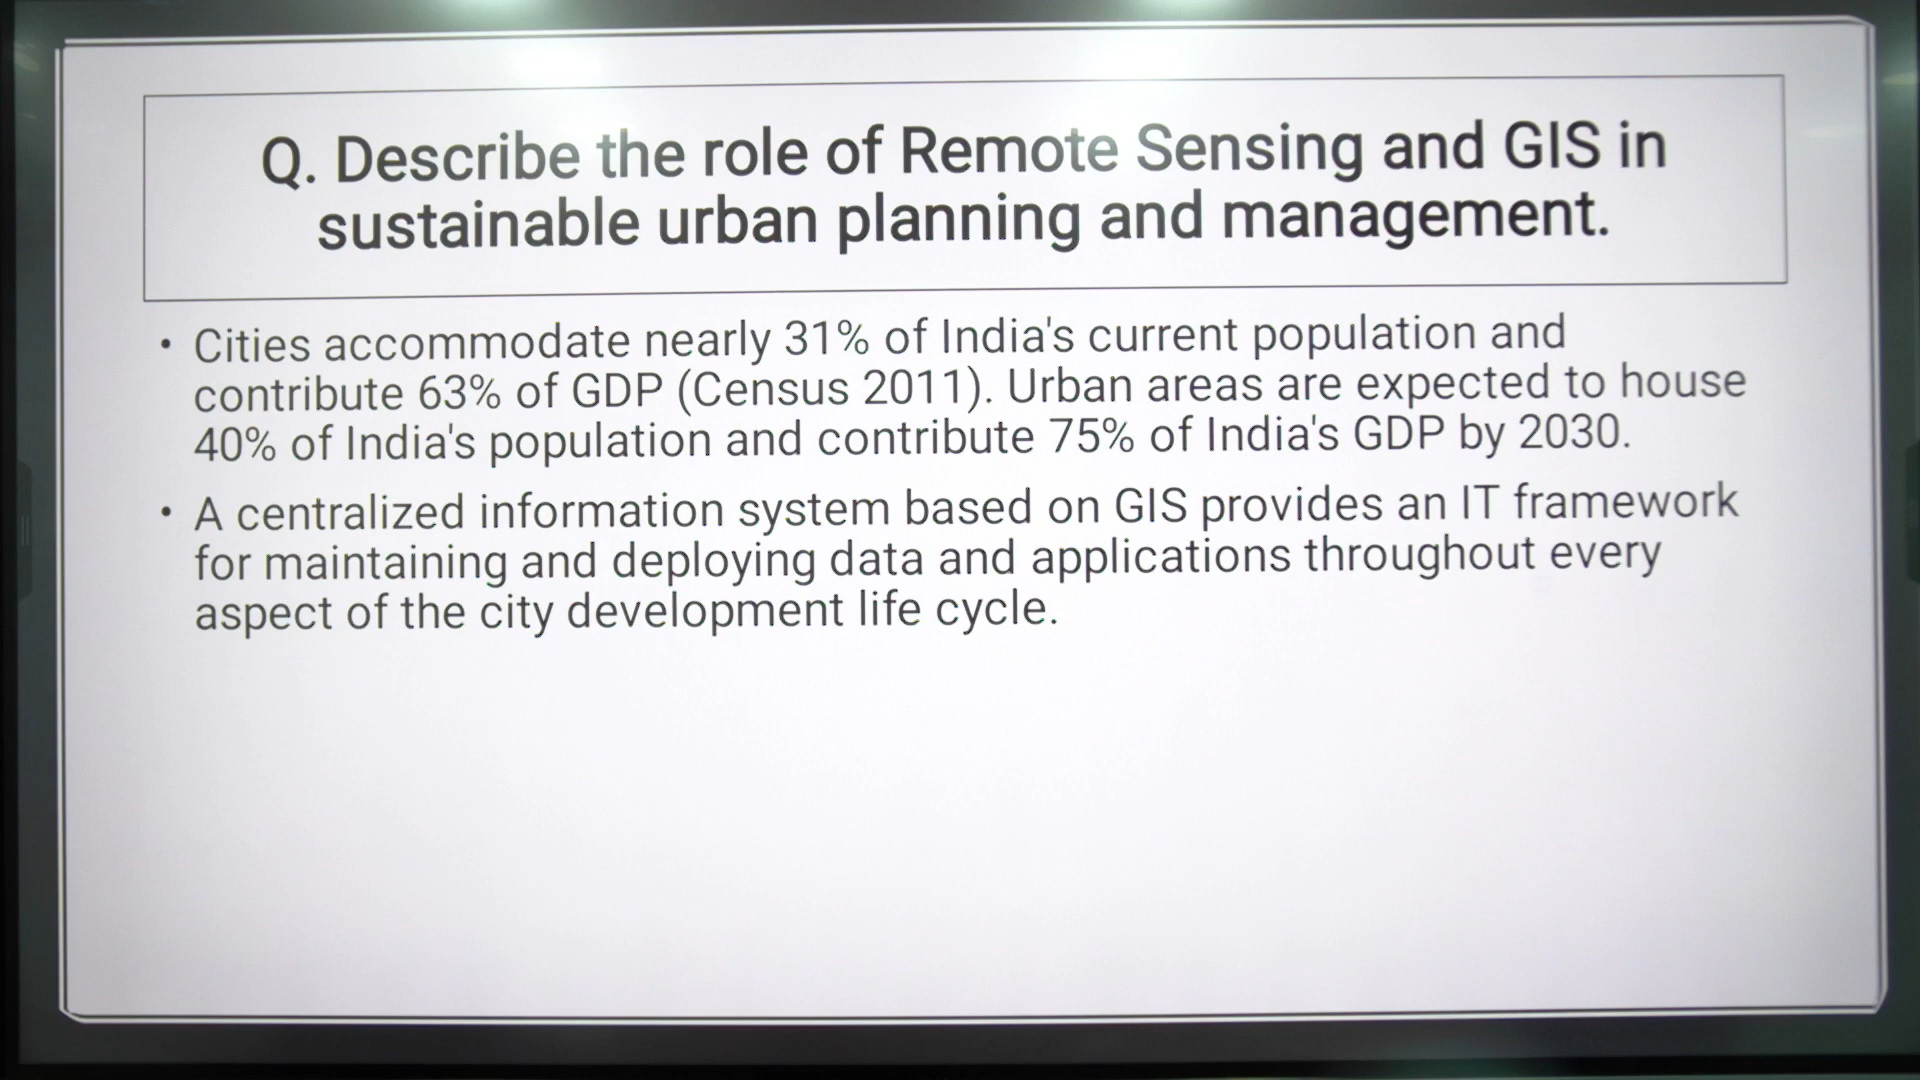 Q. Describe the role of Remote Sensing and GIS in
sustainable urban planning and management.
• Cities accommodate nearly 31% of India's current population and
contribute 63% of GDP (Census 2011). Urban areas are expected to house
40% of India's population and contribute 75% of India's GDP by 2030.
• A centralized information system based on GIS provides an IT framework
for maintaining and deploying data and applications throughout every
aspect of the city development life cycle.